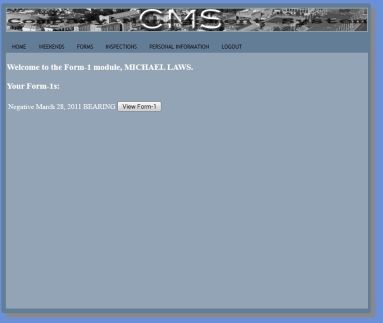 CMS
HOME WEEKENDS FORMS INSPECTIONS PERSONAL INFORMATION LOGOUT
Welcome to the Form-1 module, MICHAEL LAWS.
Your Form-1s:
Negative March 28, 2011 BEARING View Form-1